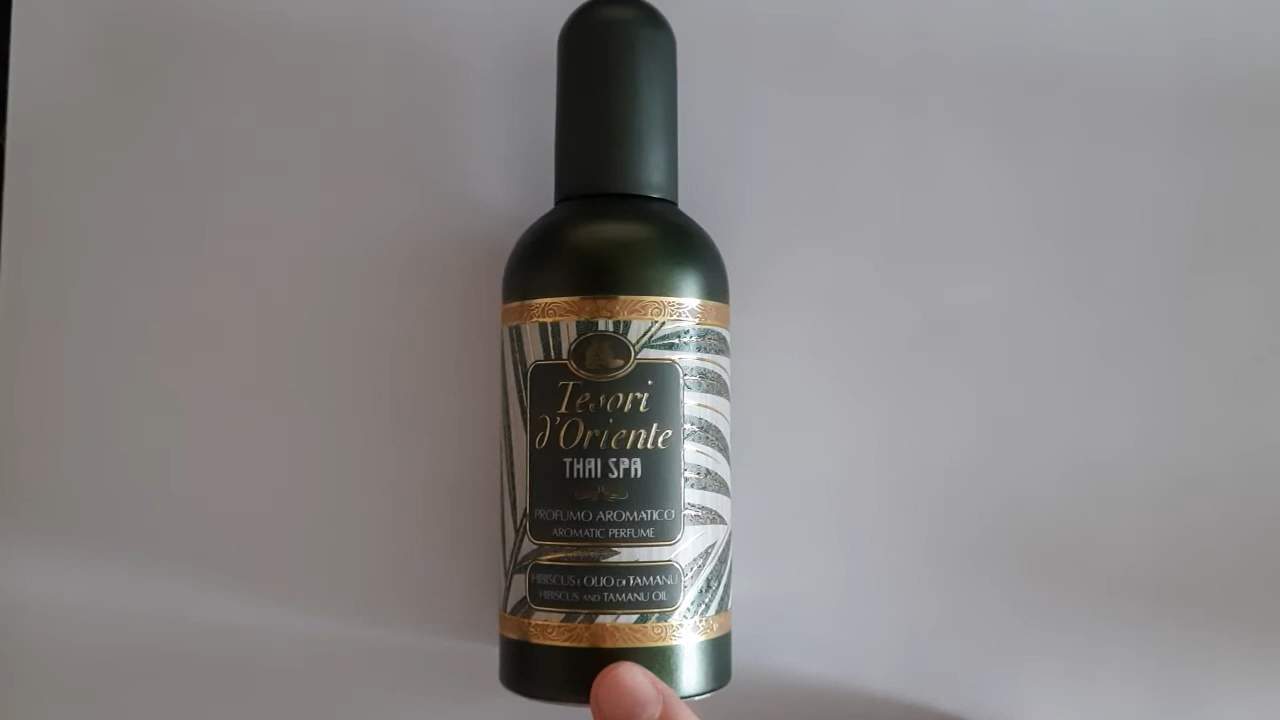 Tesori
d'Oriente
THAI SPA
PROFUMO AROMATICO
AROMATIC PERFUME
HIBISCUS E OLIO DI TAMANU
HIBISCUS AND TAMANU OIL